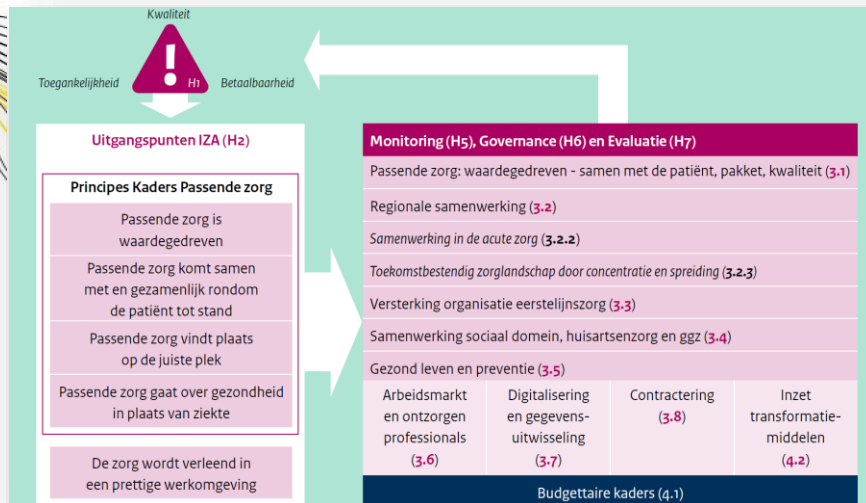 Kwaliteit
!
H1
Toegankelijkheid
Betaalbaarheid
Uitgangspunten IZA (H2)
Principes Kaders Passende zorg
Passende zorg is
waardegedreven
Passende zorg komt samen
met en gezamenlijk rondom
de patiënt tot stand
Passende zorg vindt plaats
op de juiste plek
Passende zorg gaat over gezondheid
in plaats van ziekte
De zorg wordt verleend in
een prettige werkomgeving
Monitoring (H5), Governance (H6) en Evaluatie (H7)
Passende zorg: waardegedreven - samen met de patiënt, pakket, kwaliteit (3.1)
Regionale samenwerking (3.2)
Samenwerking in de acute zorg (3.2.2)
Toekomstbestendig zorglandschap door concentratie en spreiding (3.2.3)
Versterking organisatie eerstelijnszorg (3.3)
Samenwerking sociaal domein, huisartsenzorg en ggz (3.4)
Gezond leven en preventie (3.5)
Arbeidsmarkt
en ontzorgen
professionals
(3.6)
Digitalisering
en gegevens-
uitwisseling
(3.7)
Contractering
(3.8)
Inzet
transformatie-
middelen
(4.2)
Budgettaire kaders (4.1)